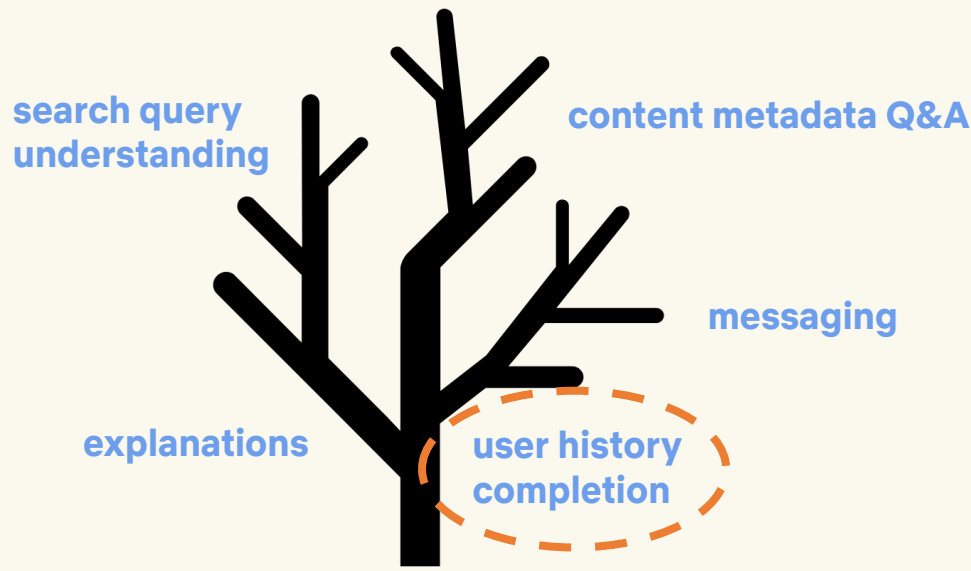 search query
understanding
content metadata Q&A
messaging
explanations
user history
completion